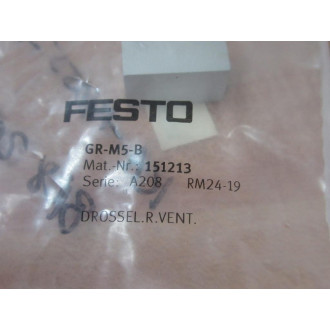 FESTO
GR-M5-B
Mat.-Nr.: 151213
Serie: A208 RM24-19
DROSSEL.R.VENT.